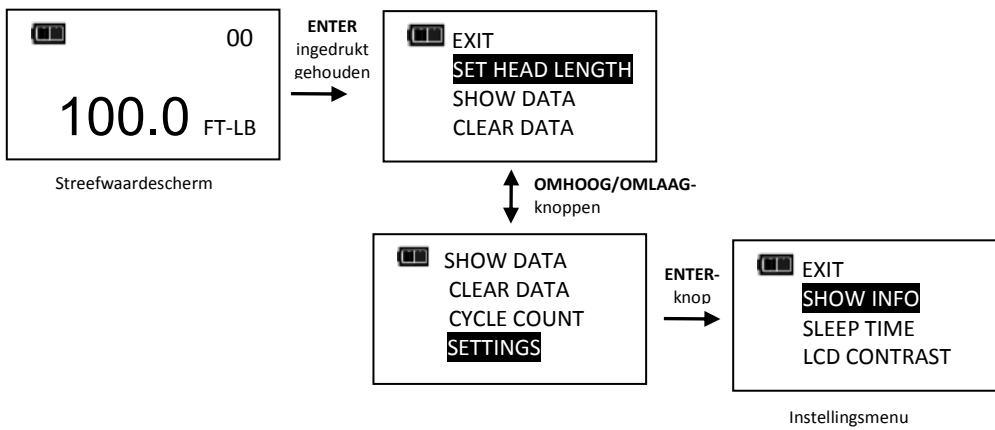 00
100.0 FT-LB
Streefwaardescherm
ENTER
ingedrukt
gehouden
EXIT
SET HEAD LENGTH
SHOW DATA
CLEAR DATA
OMHOOG/OMLAAG-
knoppen
SHOW DATA
CLEAR DATA
CYCLE COUNT
SETTINGS
ENTER-
knop
EXIT
SHOW INFO
SLEEP TIME
LCD CONTRAST
Instellingsmenu